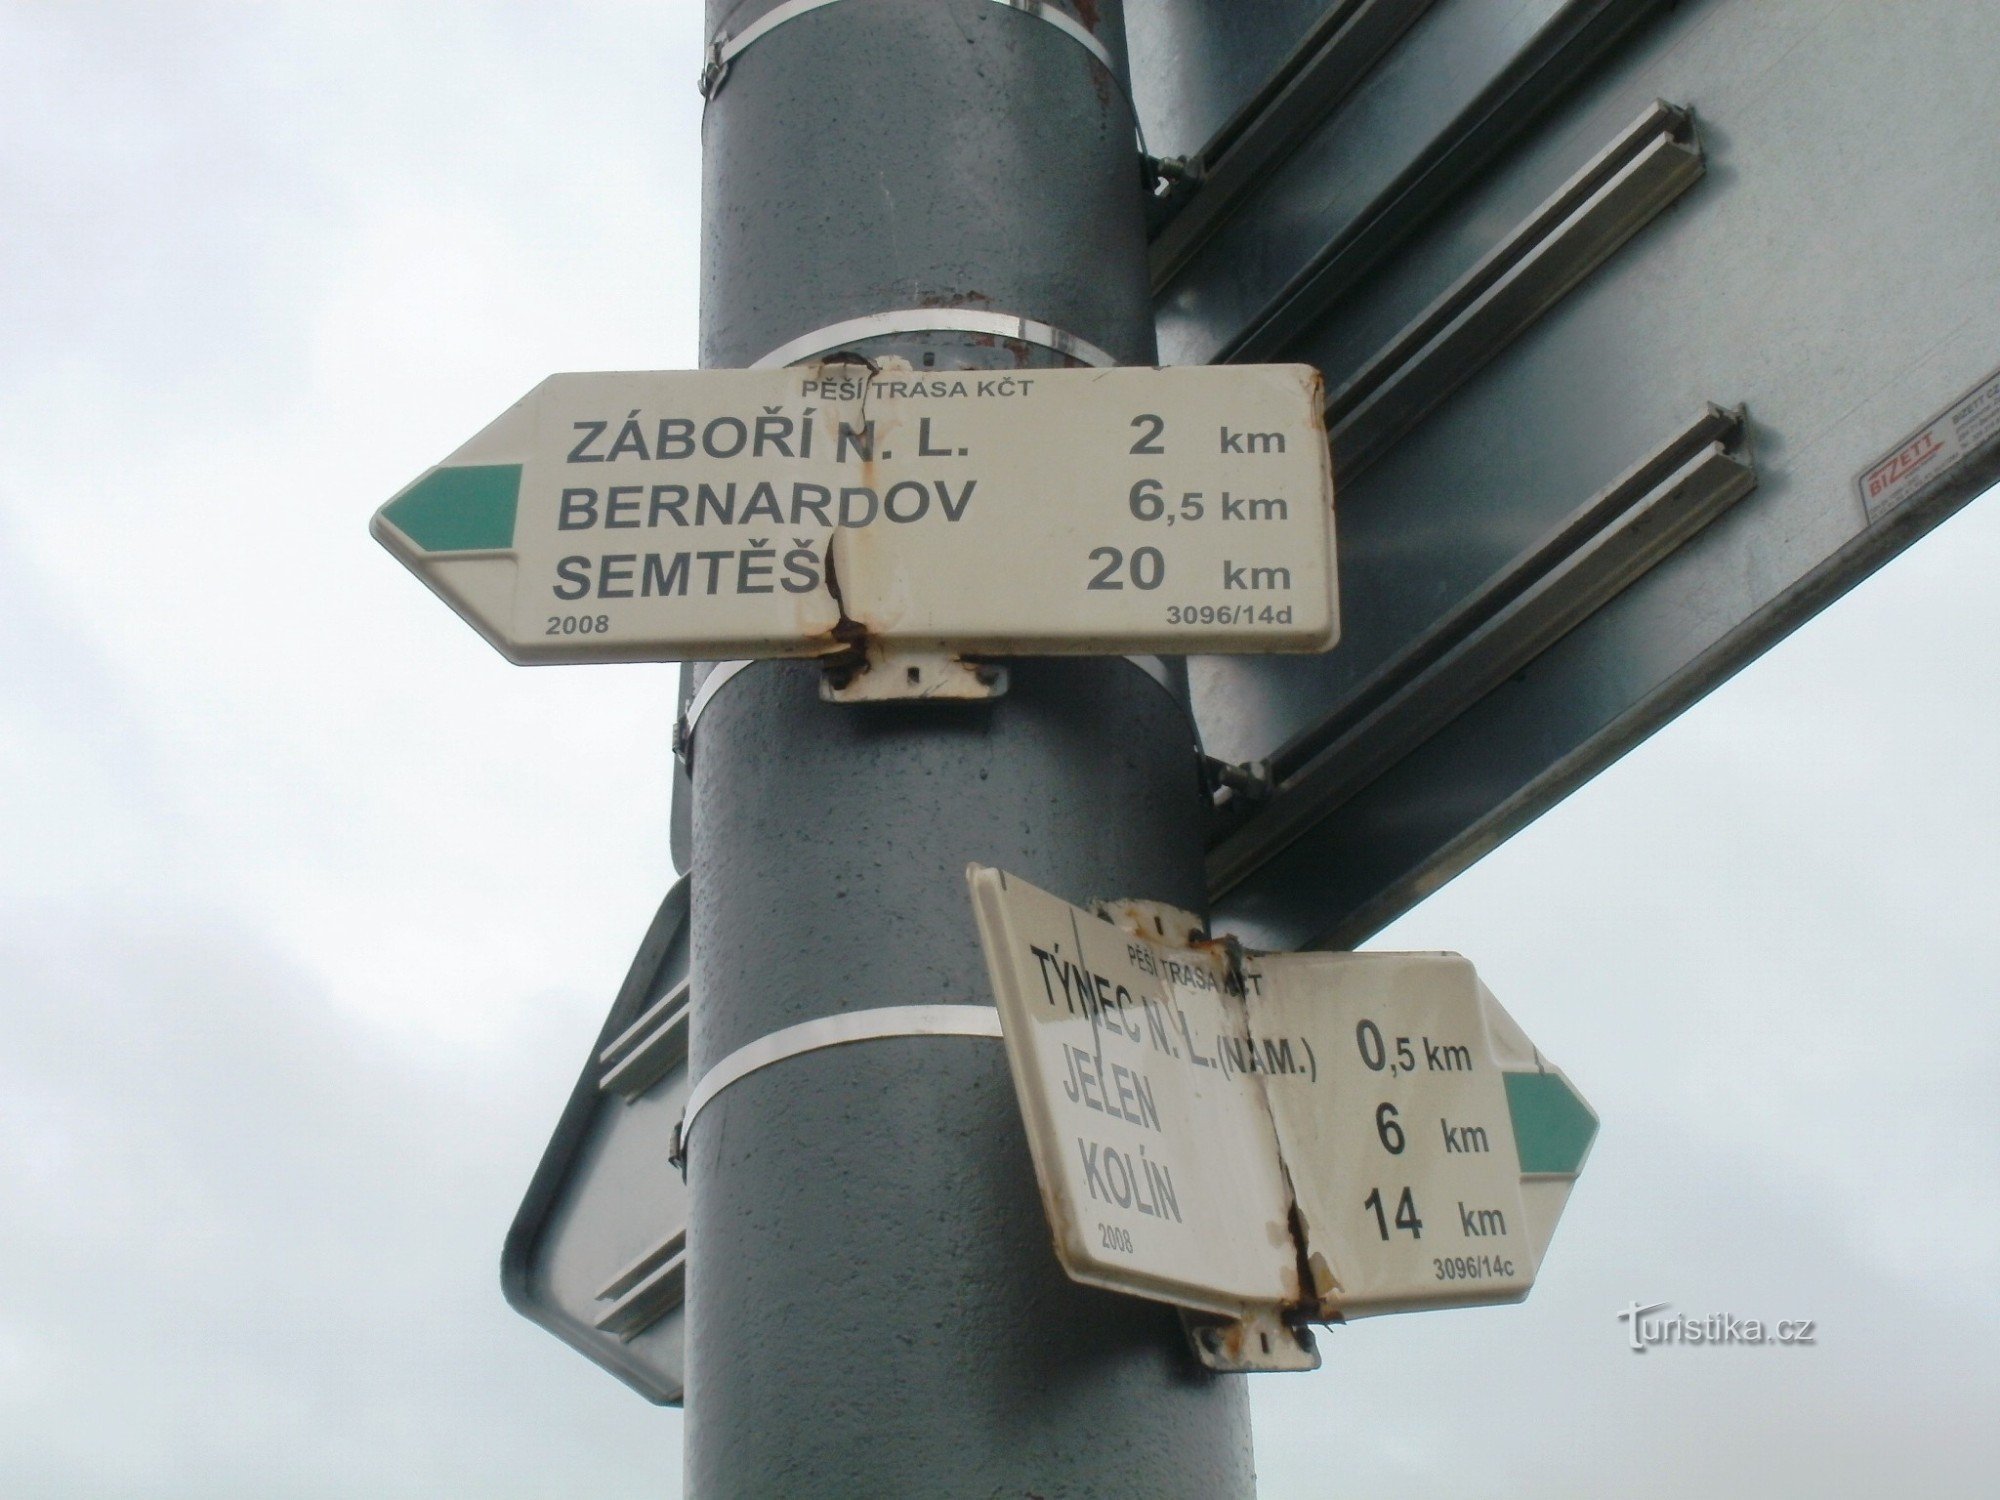 PĚŠÍ TRASA KČT
ZÁBOŘÍ N. L. 2 km
BERNARDOV 6,5 km
SEMTĚŠ 20 km
2008 3096/14d
BIZETT
PĚŠÍ TRASA KČT
TÝNEC N. L. (NÁM.) 0,5 km
JELEN 6 km
KOLÍN 14 km
2008 3096/14c
Turistika.cz